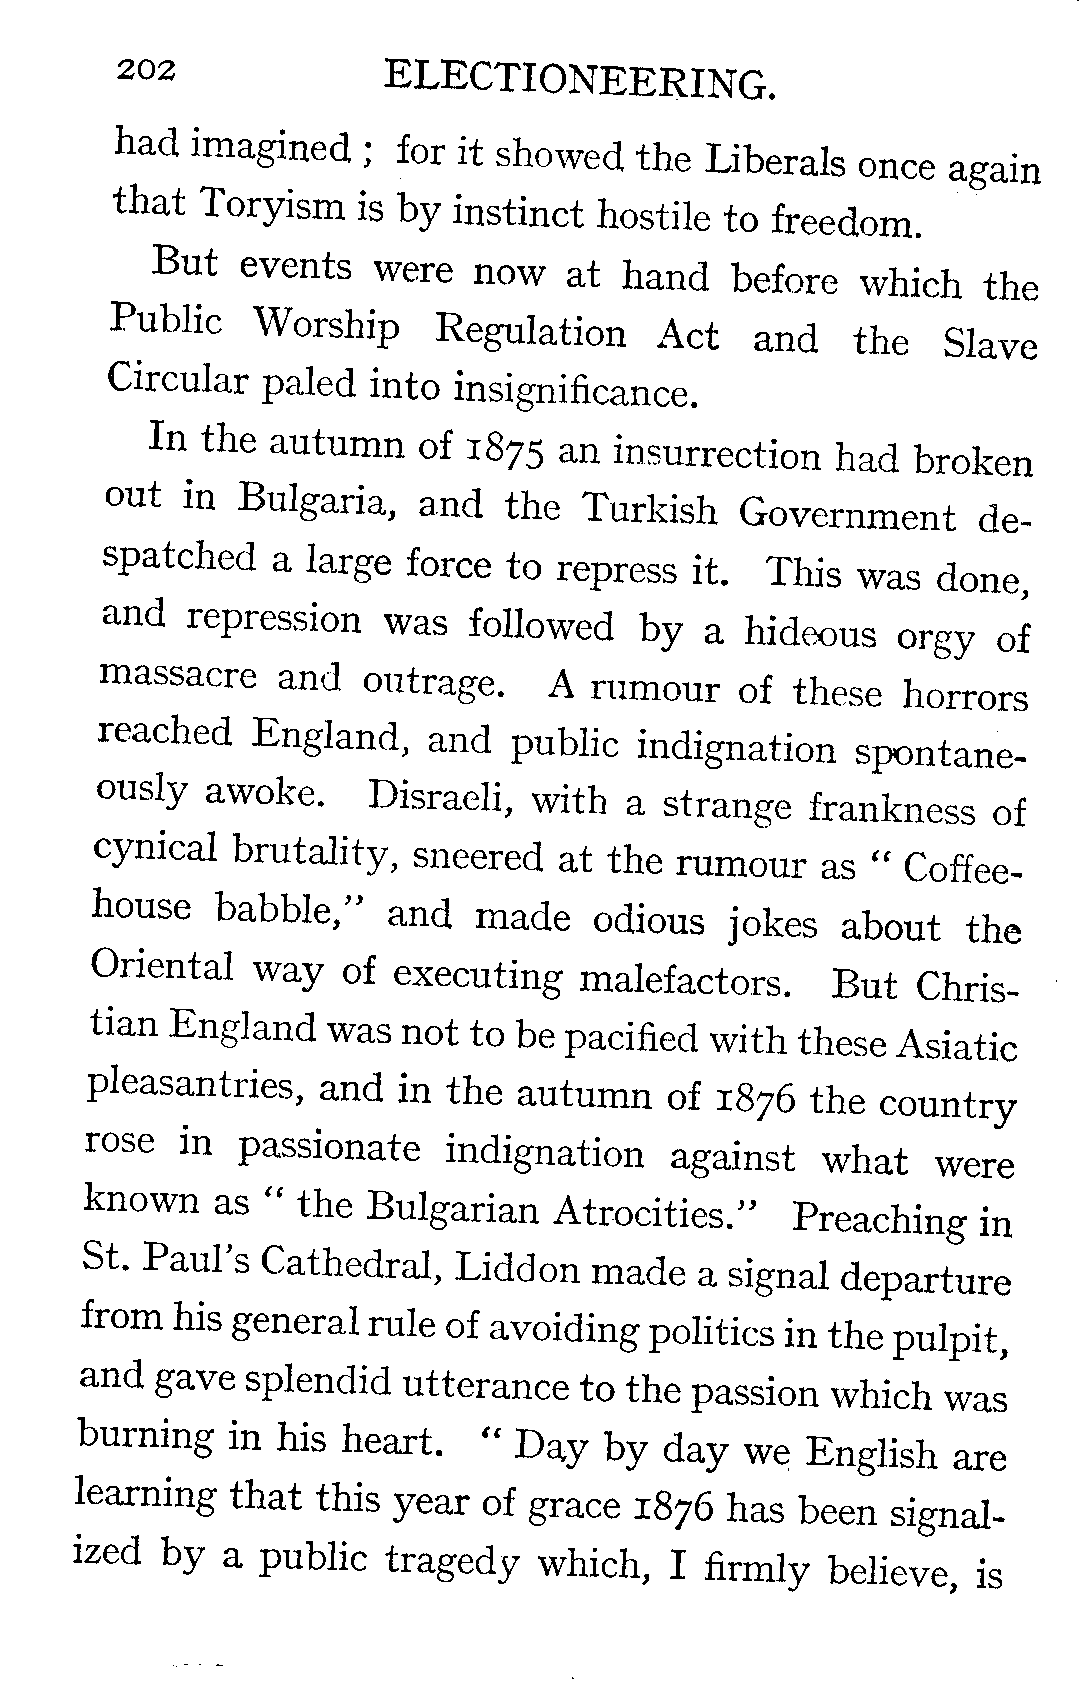 202 ELECTIONEERING.
had imagined ; for it showed the Liberals once again
that Toryism is by instinct hostile to freedom.
But events were now at hand before which the
Public Worship Regulation Act and the Slave
Circular paled into insignificance.
In the autumn of 1875 an insurrection had broken
out in Bulgaria, and the Turkish Government de-
spatched a large force to repress it. This was done,
and repression was followed by a hideous orgy of
massacre and outrage. A rumour of these horrors
reached England, and public indignation spontane-
ously awoke. Disraeli, with a strange frankness of
cynical brutality, sneered at the rumour as “ Coffee-
house babble,” and made odious jokes about the
Oriental way of executing malefactors. But Chris-
tian England was not to be pacified with these Asiatic
pleasantries, and in the autumn of 1876 the country
rose in passionate indignation against what were
known as “ the Bulgarian Atrocities.” Preaching in
St. Paul’s Cathedral, Liddon made a signal departure
from his general rule of avoiding politics in the pulpit,
and gave splendid utterance to the passion which was
burning in his heart. “ Day by day we English are
learning that this year of grace 1876 has been signal-
ized by a public tragedy which, I firmly believe, is